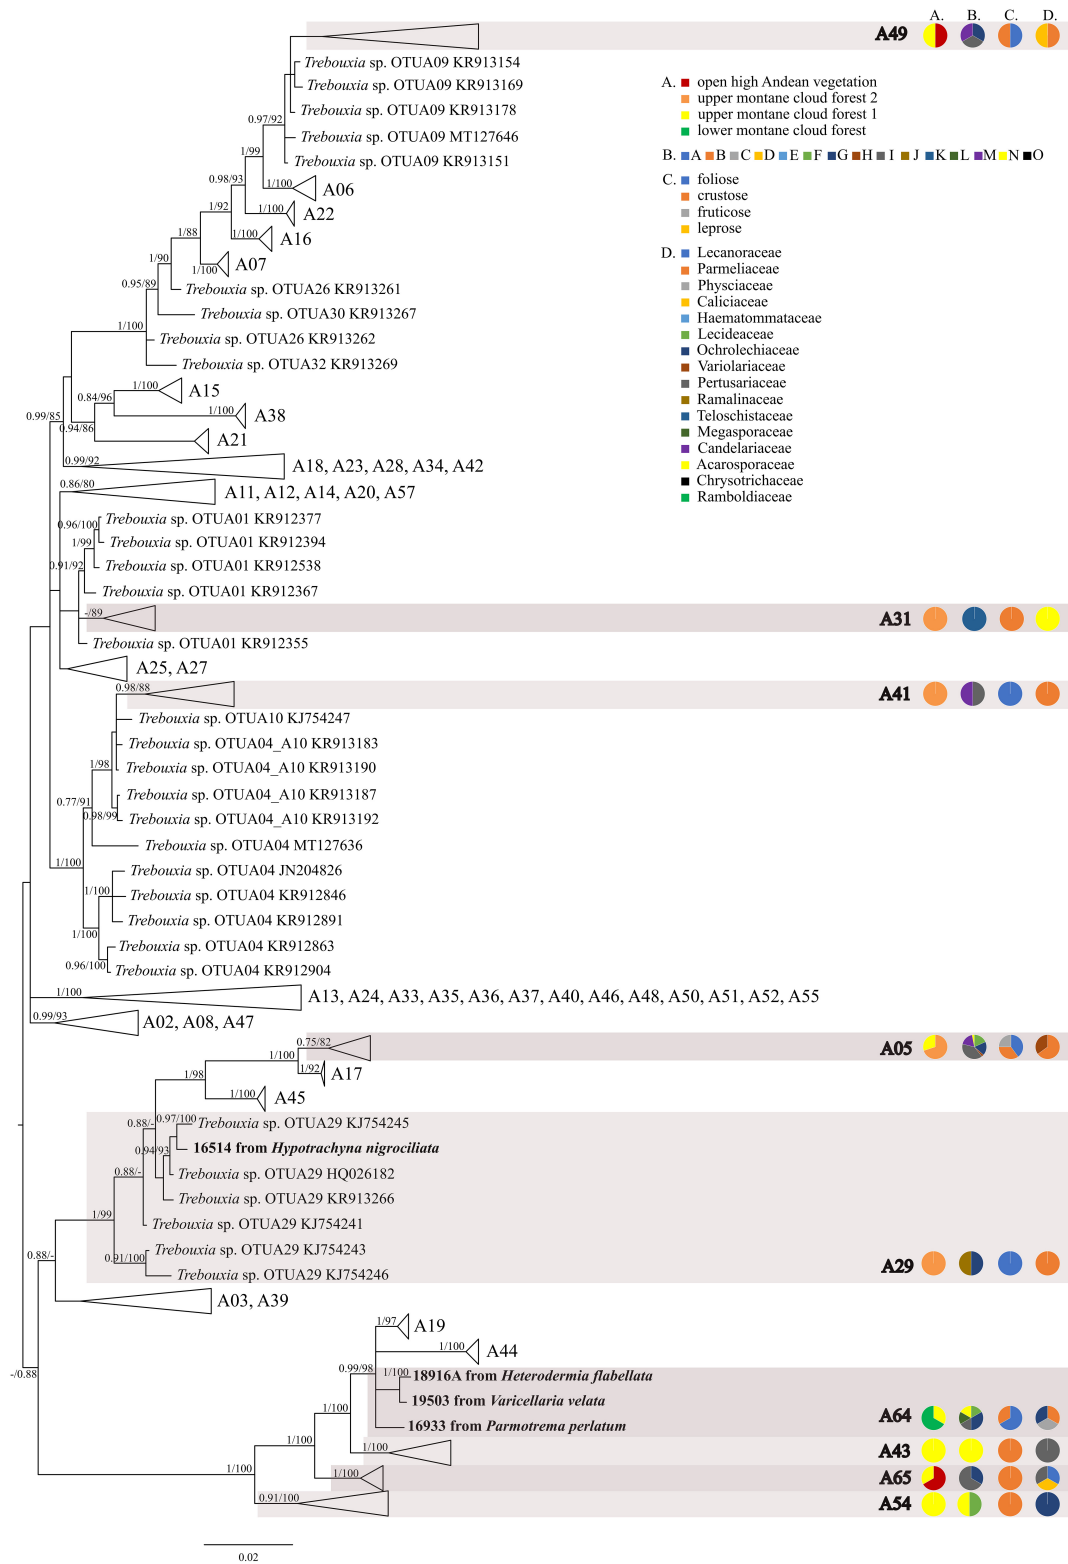 A. B. C. D.
A49
Trebouxia sp. OTUA09 KR913154
Trebouxia sp. OTUA09 KR913169
Trebouxia sp. OTUA09 KR913178
0.97/92
Trebouxia sp. OTUA09 MT127646
1/99
Trebouxia sp. OTUA09 KR913151
0.98/93
1/100 A06
1/92
1/100 A22
1/88
1/100 A16
1/90
1/100 A07
0.95/89
Trebouxia sp. OTUA26 KR913261
Trebouxia sp. OTUA30 KR913267
1/100
Trebouxia sp. OTUA26 KR913262
Trebouxia sp. OTUA32 KR913269
1/100 A15
0.84/96
0.99/85
1/100 A38
0.94/86
A21
0.99/92 A18, A23, A28, A34, A42
0.86/80 A11, A12, A14, A20, A57
Trebouxia sp. OTUA01 KR912377
0.96/100
Trebouxia sp. OTUA01 KR912394
1/99
Trebouxia sp. OTUA01 KR912538
0.91/92
Trebouxia sp. OTUA01 KR912367
-/89 A31
Trebouxia sp. OTUA01 KR912355
A25, A27
0.98/88 A41
Trebouxia sp. OTUA10 KJ754247
Trebouxia sp. OTUA04_A10 KR913183
1/98
Trebouxia sp. OTUA04_A10 KR913190
Trebouxia sp. OTUA04_A10 KR913187
0.77/91
0.98/99
Trebouxia sp. OTUA04_A10 KR913192
Trebouxia sp. OTUA04 MT127636
1/100
Trebouxia sp. OTUA04 JN204826
1/100
Trebouxia sp. OTUA04 KR912846
Trebouxia sp. OTUA04 KR912891
1/100
Trebouxia sp. OTUA04 KR912863
0.96/100
Trebouxia sp. OTUA04 KR912904
1/100 A13, A24, A33, A35, A36, A37, A40, A46, A48, A50, A51, A52, A55
0.99/93 A02, A08, A47
0.75/82 A05
1/100
1/92 A17
1/98
1/100 A45
0.97/100
Trebouxia sp. OTUA29 KJ754245
0.88/-
16514 from Hypotrachyna nigrociliata
0.94/93
0.88/-
Trebouxia sp. OTUA29 HQ026182
Trebouxia sp. OTUA29 KR913266
1/99
Trebouxia sp. OTUA29 KJ754241
0.88/-
Trebouxia sp. OTUA29 KJ754243
0.91/100
A29
Trebouxia sp. OTUA29 KJ754246
A03, A39
1/97 A19
1/100 A44
-/0.88
0.99/98
1/100
18916A from Heterodermia flabellata
19503 from Varicellaria velata
1/100
A64
16933 from Parmotrema perlatum
1/100
1/100 A43
1/100
1/100 A65
0.91/100 A54
0.02
A. open high Andean vegetation
upper montane cloud forest 2
upper montane cloud forest 1
lower montane cloud forest
B. A B C D E F G H I J K L M N O
C. foliose
crustose
fruticose
leprose
D. Lecanoraceae
Parmeliaceae
Physciaceae
Caliciaceae
Haematommataceae
Lecideaceae
Ochrolechiaceae
Variolariaceae
Pertusariaceae
Ramalinaceae
Teloschistaceae
Megasporaceae
Candelariaceae
Acarosporaceae
Chrysotrichaceae
Ramboldiaceae